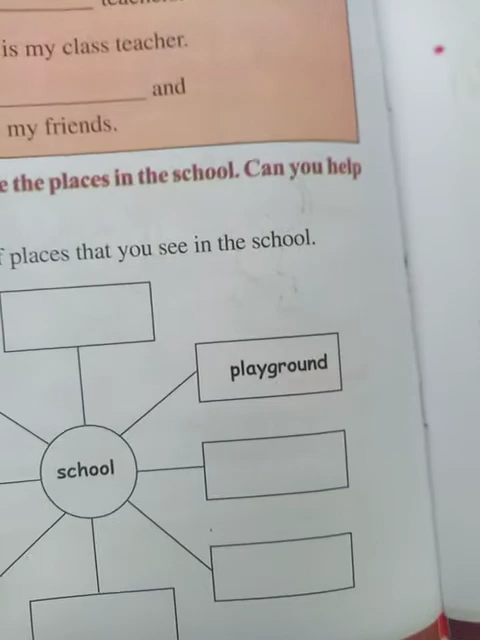 is my class teacher.
and
my friends.
the places in the school. Can you help
places that you see in the school.
playground
school